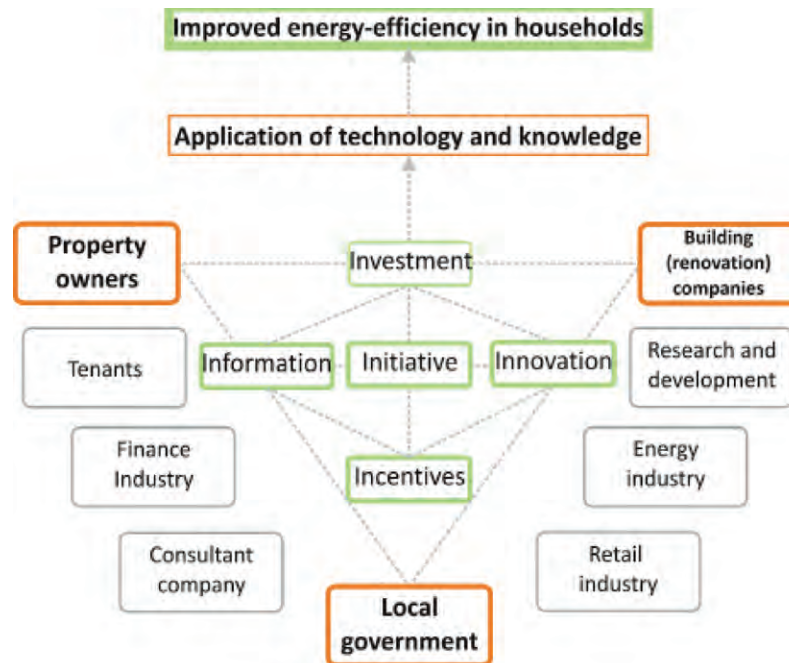 Improved energy-efficiency in households
Application of technology and knowledge
Property
owners
Investment
Building
(renovation)
companies
Tenants
Information
Initiative
Innovation
Research and
development
Finance
Industry
Incentives
Energy
industry
Consultant
company
Retail
industry
Local
government